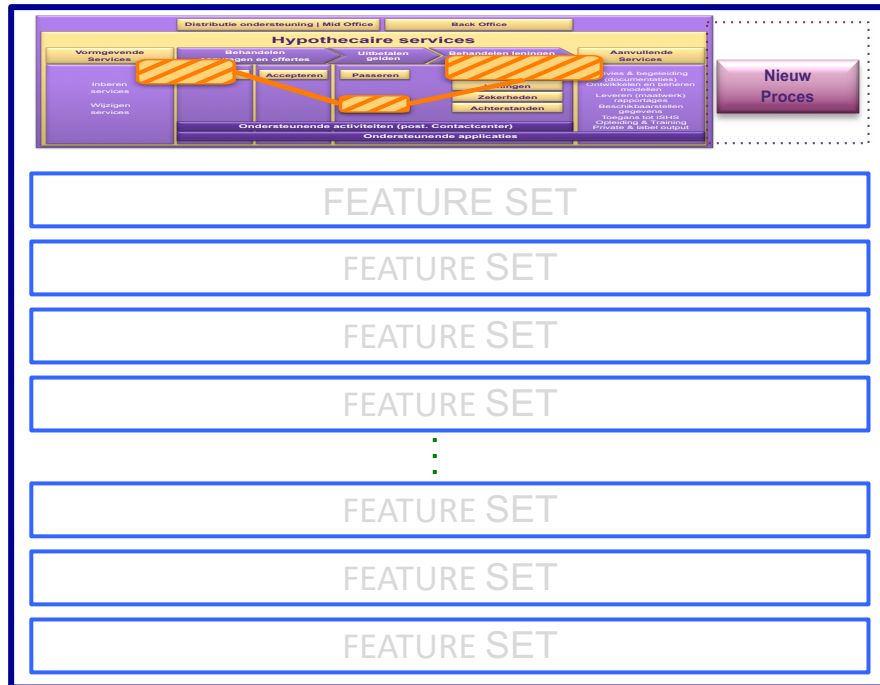 Distributie ondersteuning | Mid Office
Back Office
Hypothecaire services
Vormgevende
Services
Behandelen
en offertes
Uitbetalen
gelden
Behandelen leningen
Aanvullende
Services
Inberen
services
Wijzigen
services
Accepteren
Passeren
Zekerheden
Achterstanden
& begeleiding
(documentaties)
Ontwikkelen en beheren
modellen
Leveren (maatwerk)
rapportages
Beschikbaarstellen
gegevens
Toegans tot iSHS
Opleiding & Training
Private & label output
Ondersteunende activiteiten (post. Contactcenter)
Ondersteunende applicaties
Nieuw
Proces
FEATURE SET
FEATURE SET
FEATURE SET
FEATURE SET
FEATURE SET
FEATURE SET
FEATURE SET